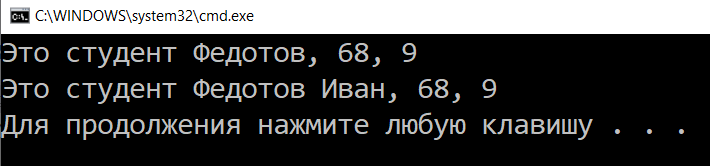 C:\WINDOWS\system32\cmd.exe
Это студент Федотов, 68, 9
Это студент Федотов Иван, 68, 9
Для продолжения нажмите любую клавишу . . .